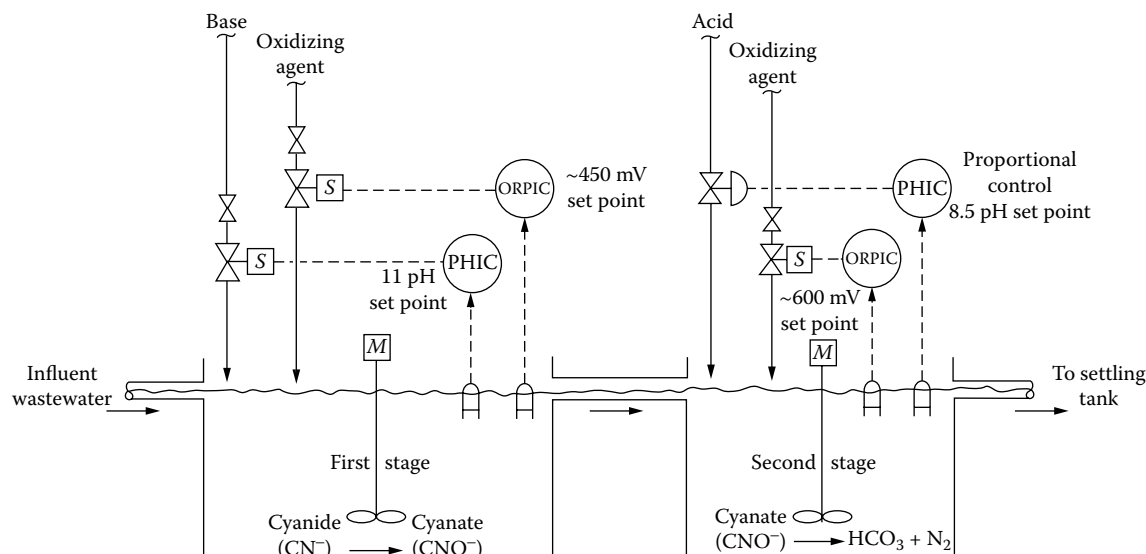 Base
Oxidizing
agent
S
ORPIC
~450 mV
set point
S
PHIC
11 pH
set point
M
Influent
wastewater
First stage
Cyanide
(CN⁻)
Cyanate
(CNO⁻)
Acid
Oxidizing
agent
PHIC
Proportional
control
8.5 pH set point
S
ORPIC
~600 mV
set point
M
To settling
tank
Second stage
Cyanate
(CNO⁻)
HCO₃ + N₂